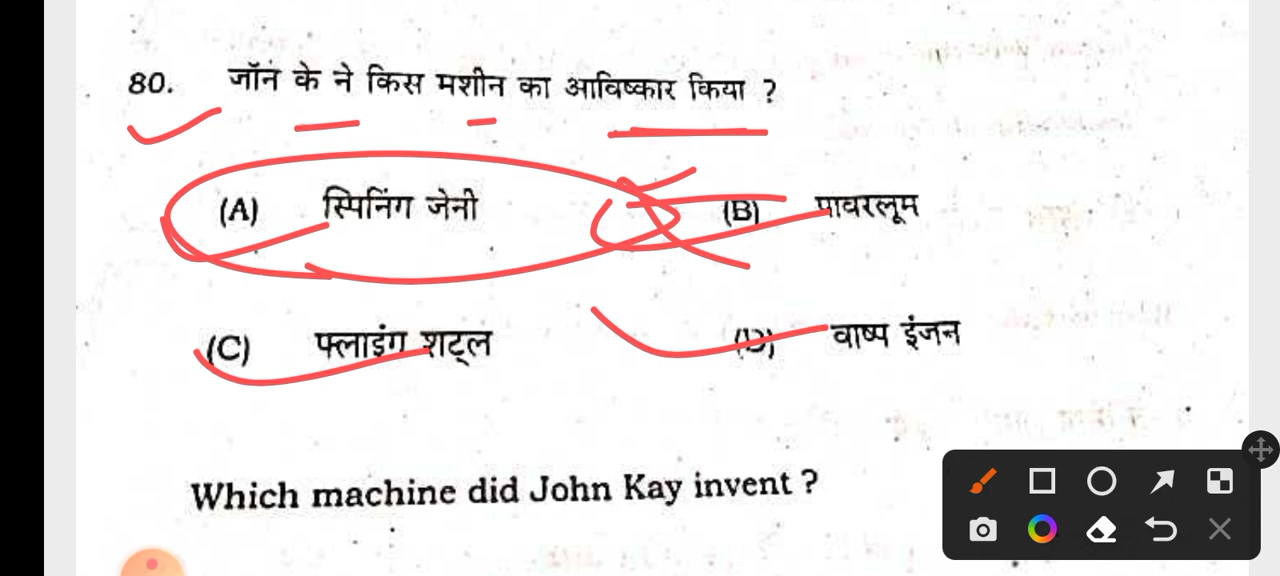 80. जॉन के ने किस मशीन का आविष्कार किया ?
(A) स्पिनिंग जेनी (B) पावरलूम
(C) फ्लाइंग शट्ल (D) वाष्प इंजन
Which machine did John Kay invent ?